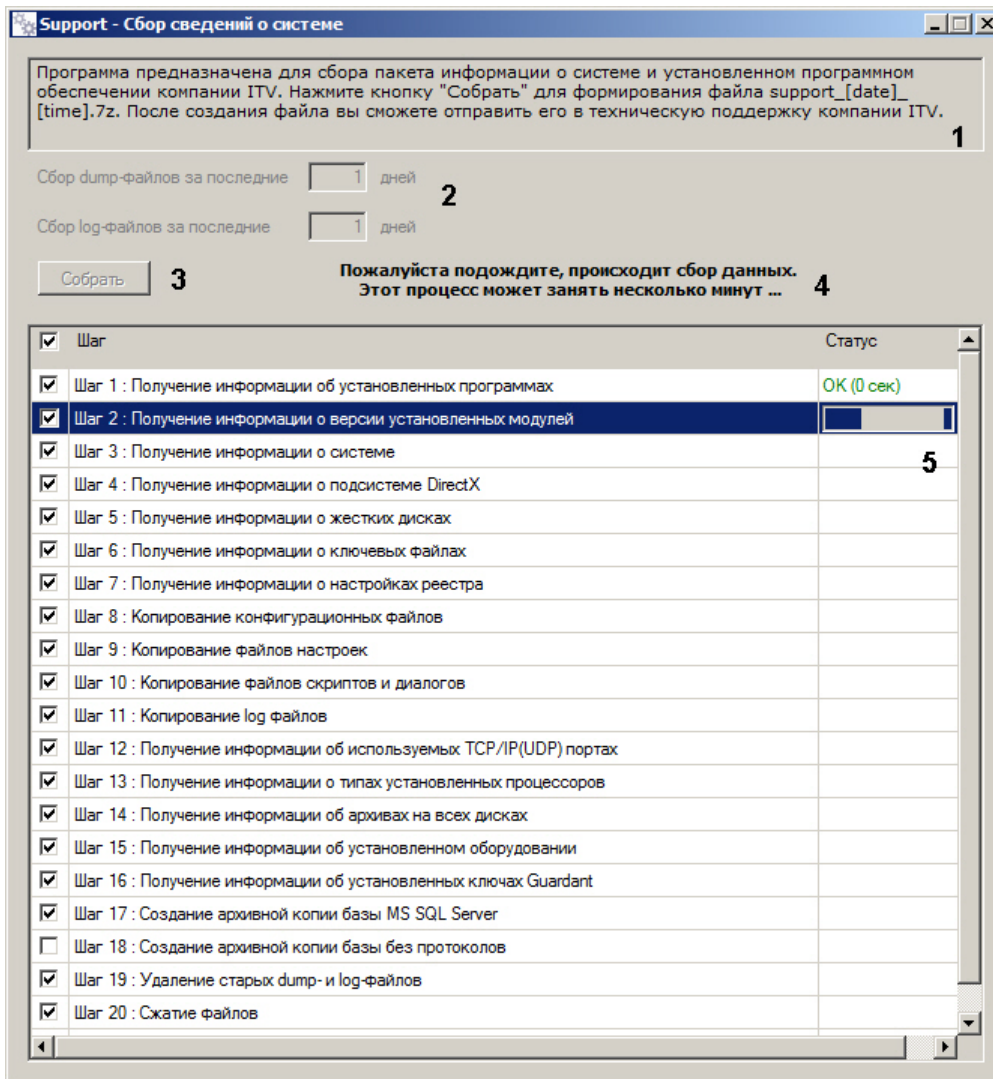 Support - Сбор сведений о системе
Программа предназначена для сбора пакета информации о системе и установленном программном
обеспечении компании ITV. Нажмите кнопку "Собрать" для формирования файла support_[date]_
[time].7z. После создания файла вы сможете отправить его в техническую поддержку компании ITV.
1
Сбор dump-файлов за последние 1 дней
2
Сбор log-файлов за последние 1 дней
Собрать 3
Пожалуйста подождите, происходит сбор данных.
Этот процесс может занять несколько минут ... 4
Шаг Статус
Шаг 1 : Получение информации об установленных программах OK (0 сек)
Шаг 2 : Получение информации о версии установленных модулей
Шаг 3 : Получение информации о системе 5
Шаг 4 : Получение информации о подсистеме DirectX
Шаг 5 : Получение информации о жестких дисках
Шаг 6 : Получение информации о ключевых файлах
Шаг 7 : Получение информации о настройках реестра
Шаг 8 : Копирование конфигурационных файлов
Шаг 9 : Копирование файлов настроек
Шаг 10 : Копирование файлов скриптов и диалогов
Шаг 11 : Копирование log файлов
Шаг 12 : Получение информации об используемых TCP/IP(UDP) портах
Шаг 13 : Получение информации о типах установленных процессоров
Шаг 14 : Получение информации об архивах на всех дисках
Шаг 15 : Получение информации об установленном оборудовании
Шаг 16 : Получение информации об установленных ключах Guardant
Шаг 17 : Создание архивной копии базы MS SQL Server
Шаг 18 : Создание архивной копии базы без протоколов
Шаг 19 : Удаление старых dump- и log-файлов
Шаг 20 : Сжатие файлов